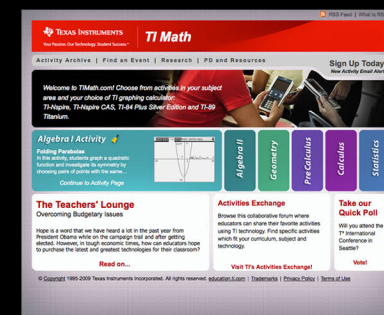 RSS Feed | What is RS
TEXAS INSTRUMENTS
TI Math
Your Passion. Our Technology. Student Success.™
Activity Archive | Find an Event | Research | PD and Resources
Sign Up Today
New Activity Email Alert
Welcome to TIMath.com! Choose from activities in your subject
area and your choice of TI graphing calculator:
TI-Nspire, TI-Nspire CAS, TI-84 Plus Silver Edition and TI-89
Titanium.
Algebra I Activity
Folding Parabolas
In this activity, students graph a quadratic
function and investigate its symmetry by
choosing pairs of points with the same...
Continue to Activity Page
Algebra II
Geometry
PreCalculus
Calculus
Statistics
The Teachers' Lounge
Overcoming Budgetary Issues
Hope is a word that we have heard a lot in the past year from
President Obama while on the campaign trail and after getting
elected. However, in tough economic times, how can educators hope
to purchase the latest and greatest technologies for their classroom?
Read on...
Activities Exchange
Browse this collaborative forum where
educators can share their favorite activities
using TI technology. Find specific activities
which fit your curriculum, subject and
technology.
Visit TI's Activities Exchange!
Take our
Quick Poll
Will you attend the
T³ International
Conference in
Seattle?
Vote!
© Copyright 1995-2009 Texas Instruments Incorporated. All rights reserved. education.ti.com | Trademarks | Privacy Policy | Terms of Use